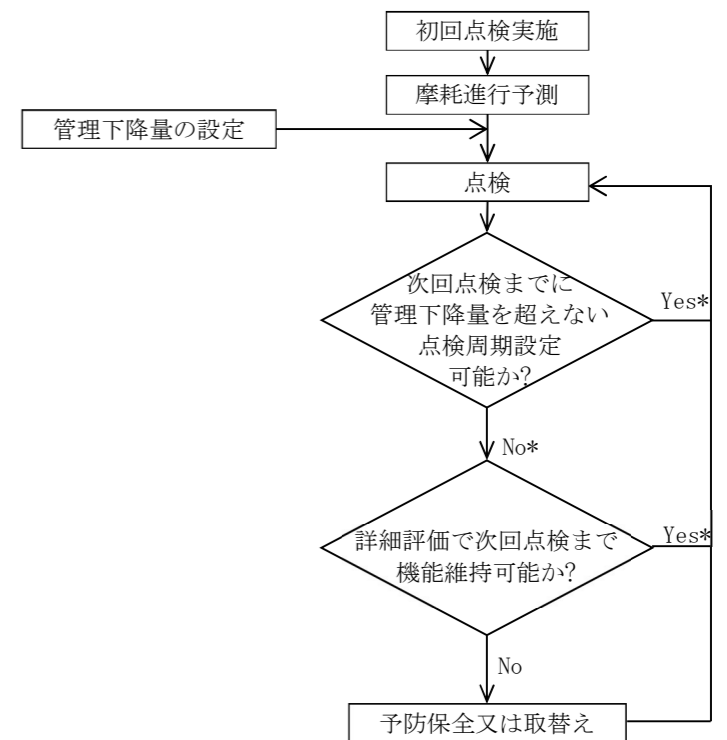 初回点検実施
摩耗進行予測
管理下降量の設定
点検
次回点検までに
管理下降量を超えない
点検周期設定
可能か?
Yes*
No*
詳細評価で次回点検まで
機能維持可能か?
Yes*
No
予防保全又は取替え